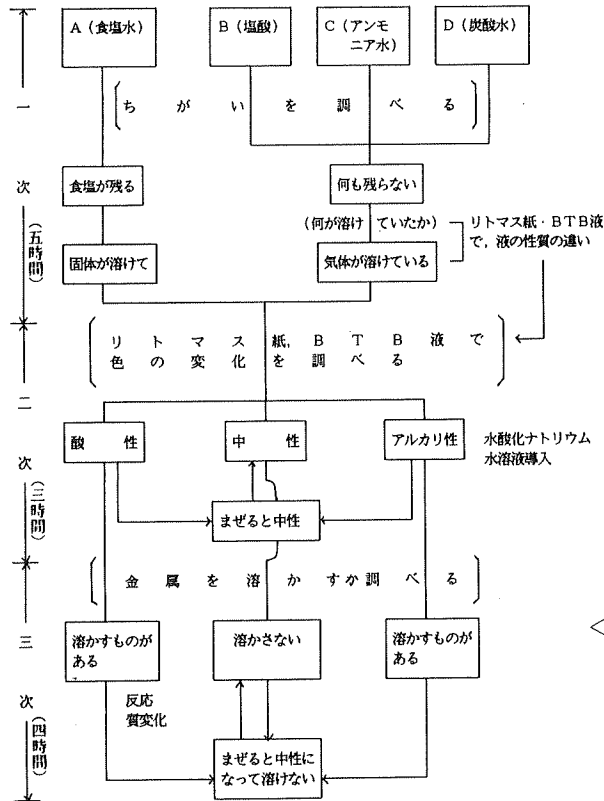 A（食塩水）
B（塩酸）
C（アンモ
ニア水）
D（炭酸水）
ちがいを調べる
一次（五時間）
食塩が残る
何も残らない
（何が溶けていたか）
リトマス紙・BTB液
で，液の性質の違い
固体が溶けて
気体が溶けている
リトマス紙，BTB液で
色の変化を調べる
二次（三時間）
酸性
中性
アルカリ性
水酸化ナトリウム
水溶液導入
まぜると中性
金属を溶かすか調べる
三次（四時間）
溶かすものが
ある
溶かさない
溶かすものが
ある
反応
質変化
まぜると中性に
なって溶けない